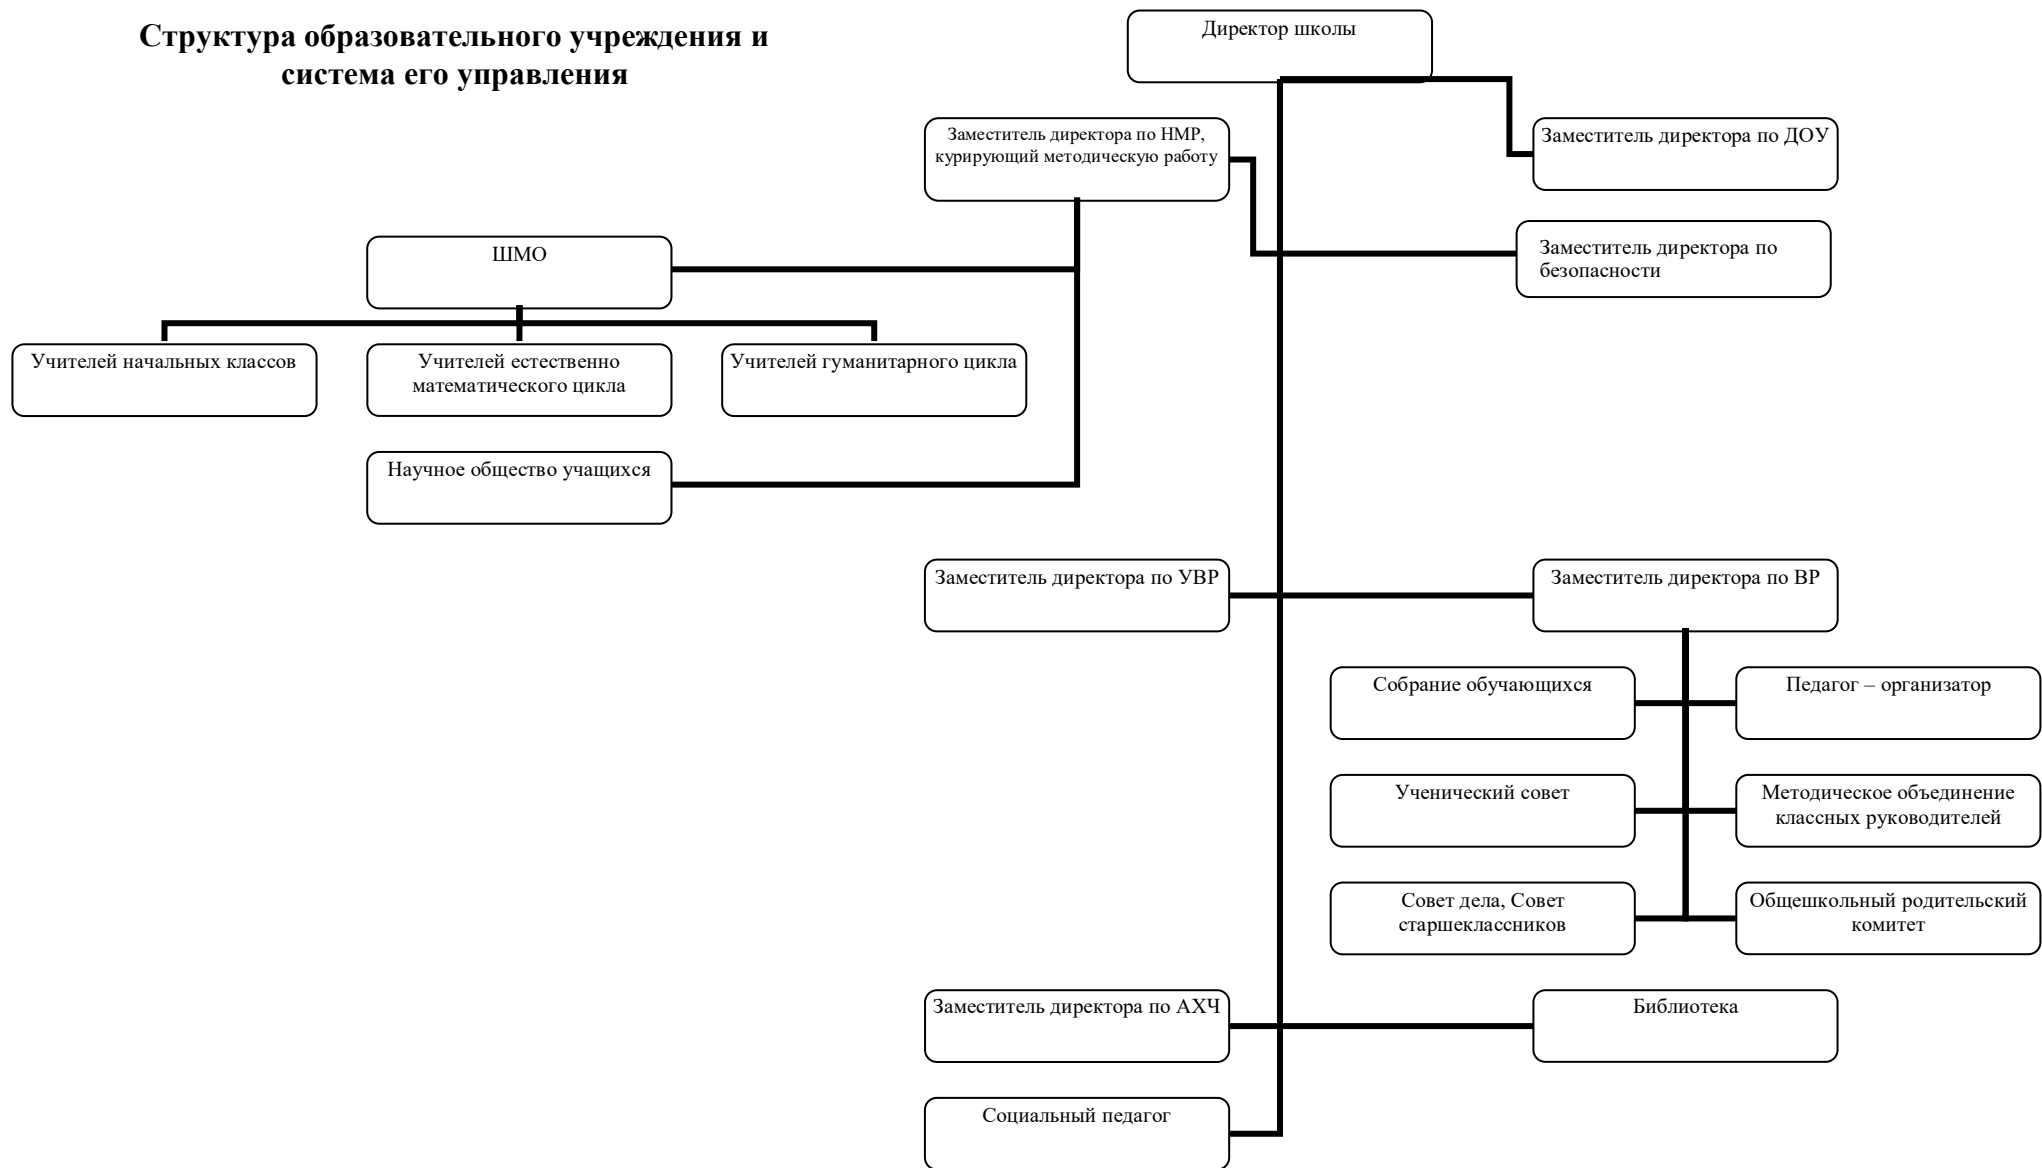 Структура образовательного учреждения и
система его управления
Директор школы
Заместитель директора по НМР,
курирующий методическую работу
Заместитель директора по ДОУ
Заместитель директора по
безопасности
ШМО
Учителей начальных классов
Учителей естественно
математического цикла
Учителей гуманитарного цикла
Научное общество учащихся
Заместитель директора по УВР
Заместитель директора по ВР
Собрание обучающихся
Педагог – организатор
Ученический совет
Методическое объединение
классных руководителей
Совет дела, Совет
старшеклассников
Общешкольный родительский
комитет
Заместитель директора по АХЧ
Библиотека
Социальный педагог